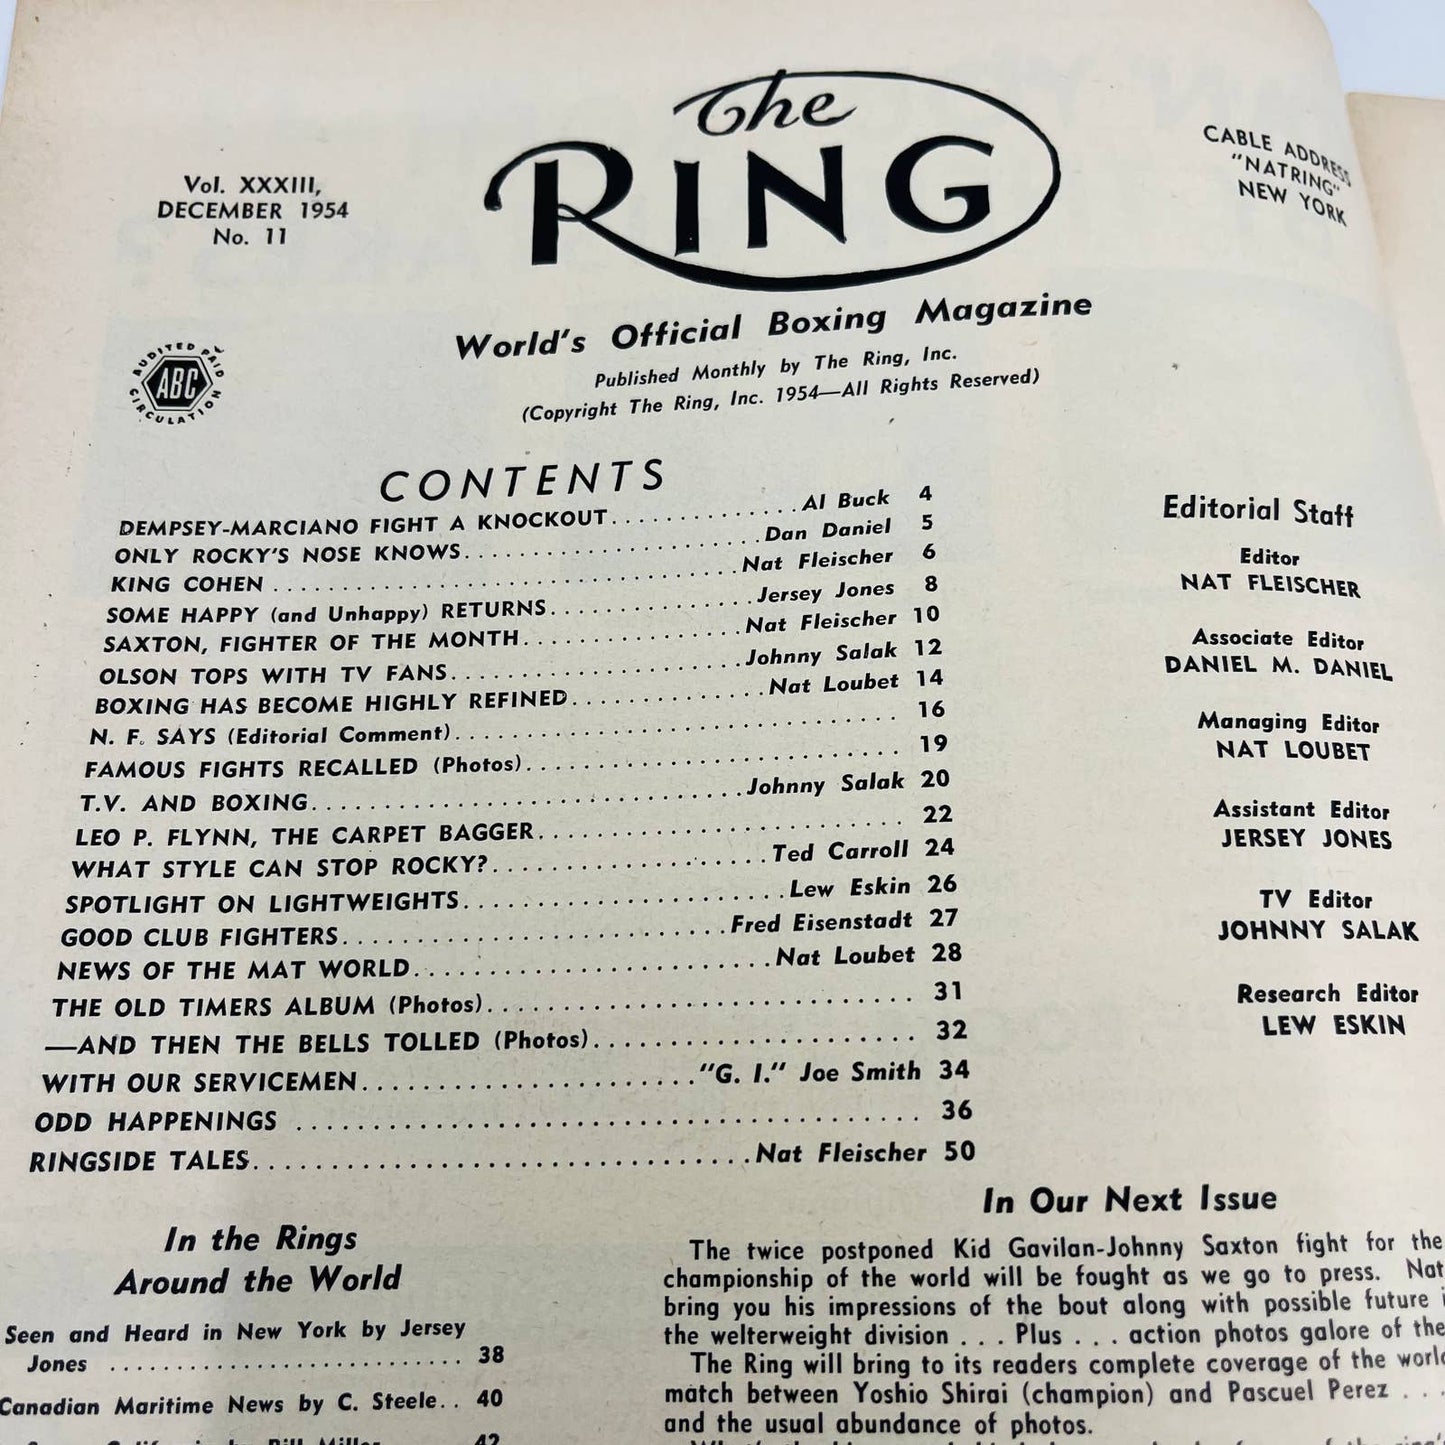 Vol. XXXIII,
DECEMBER 1954
No. 11
The
RING
CABLE ADDRESS
"NATRING"
NEW YORK
AUDITED PAID
ABC
CIRCULATION
World's Official Boxing Magazine
Published Monthly by The Ring, Inc.
(Copyright The Ring, Inc. 1954—All Rights Reserved)
CONTENTS
DEMPSEY-MARCIANO FIGHT A KNOCKOUT..............Al Buck 4
ONLY ROCKY'S NOSE KNOWS......................Dan Daniel 5
KING COHEN ..................................Nat Fleischer 6
SOME HAPPY (and Unhappy) RETURNS..............Jersey Jones 8
SAXTON, FIGHTER OF THE MONTH................Nat Fleischer 10
OLSON TOPS WITH TV FANS.....................Johnny Salak 12
BOXING HAS BECOME HIGHLY REFINED.............Nat Loubet 14
N. F. SAYS (Editorial Comment)............................... 16
FAMOUS FIGHTS RECALLED (Photos).......................... 19
T.V. AND BOXING..............................Johnny Salak 20
LEO P. FLYNN, THE CARPET BAGGER.......................... 22
WHAT STYLE CAN STOP ROCKY?....................Ted Carroll 24
SPOTLIGHT ON LIGHTWEIGHTS.......................Lew Eskin 26
GOOD CLUB FIGHTERS...........................Fred Eisenstadt 27
NEWS OF THE MAT WORLD.........................Nat Loubet 28
THE OLD TIMERS ALBUM (Photos).............................. 31
—AND THEN THE BELLS TOLLED (Photos)...................... 32
WITH OUR SERVICEMEN......................"G. I." Joe Smith 34
ODD HAPPENINGS ......................................... 36
RINGSIDE TALES.................................Nat Fleischer 50
Editorial Staff
Editor
NAT FLEISCHER
Associate Editor
DANIEL M. DANIEL
Managing Editor
NAT LOUBET
Assistant Editor
JERSEY JONES
TV Editor
JOHNNY SALAK
Research Editor
LEW ESKIN
In the Rings
Around the World
Seen and Heard in New York by Jersey
Jones ........................... 38
Canadian Maritime News by C. Steele.. 40
by Bill Miller 42
In Our Next Issue
The twice postponed Kid Gavilan-Johnny Saxton fight for the
championship of the world will be fought as we go to press. Nat
bring you his impressions of the bout along with possible future
the welterweight division . . . Plus . . . action photos galore of the
The Ring will bring to its readers complete coverage of the world
match between Yoshio Shirai (champion) and Pascuel Perez . . .
and the usual abundance of photos.